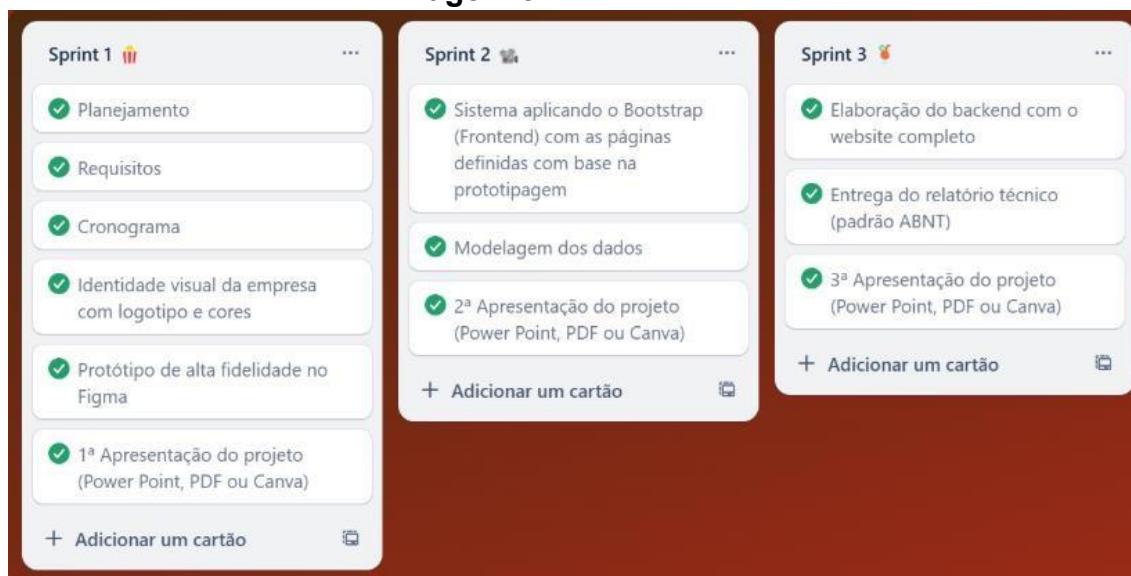 Sprint 1 🍿
Planejamento
Requisitos
Cronograma
Identidade visual da empresa
com logotipo e cores
Protótipo de alta fidelidade no
Figma
1ª Apresentação do projeto
(Power Point, PDF ou Canva)
+ Adicionar um cartão
Sprint 2 📽️
Sistema aplicando o Bootstrap
(Frontend) com as páginas
definidas com base na
prototipagem
Modelagem dos dados
2ª Apresentação do projeto
(Power Point, PDF ou Canva)
+ Adicionar um cartão
Sprint 3
Elaboração do backend com o
website completo
Entrega do relatório técnico
(padrão ABNT)
3ª Apresentação do projeto
(Power Point, PDF ou Canva)
+ Adicionar um cartão